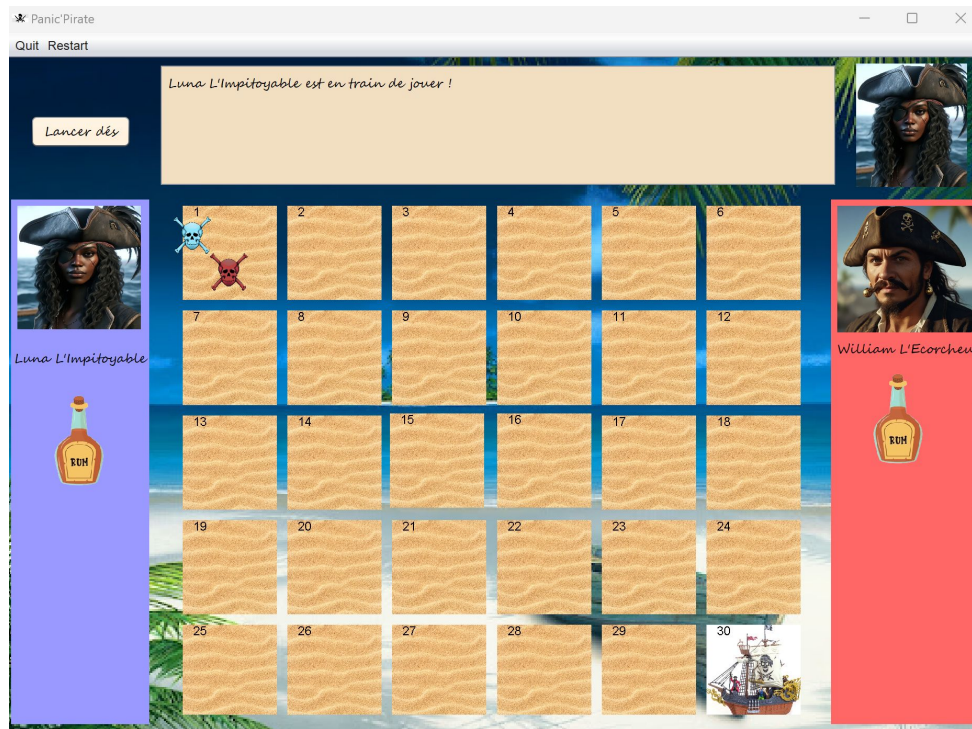 Panic'Pirate
Quit Restart
Luna L'Impitoyable est en train de jouer !
Lancer dés
1 2 3 4 5 6
7 8 9 10 11 12
Luna L'Impitoyable
William L'Ecorcheu
RUM
RUM
13 14 15 16 17 18
19 20 21 22 23 24
25 26 27 28 29 30